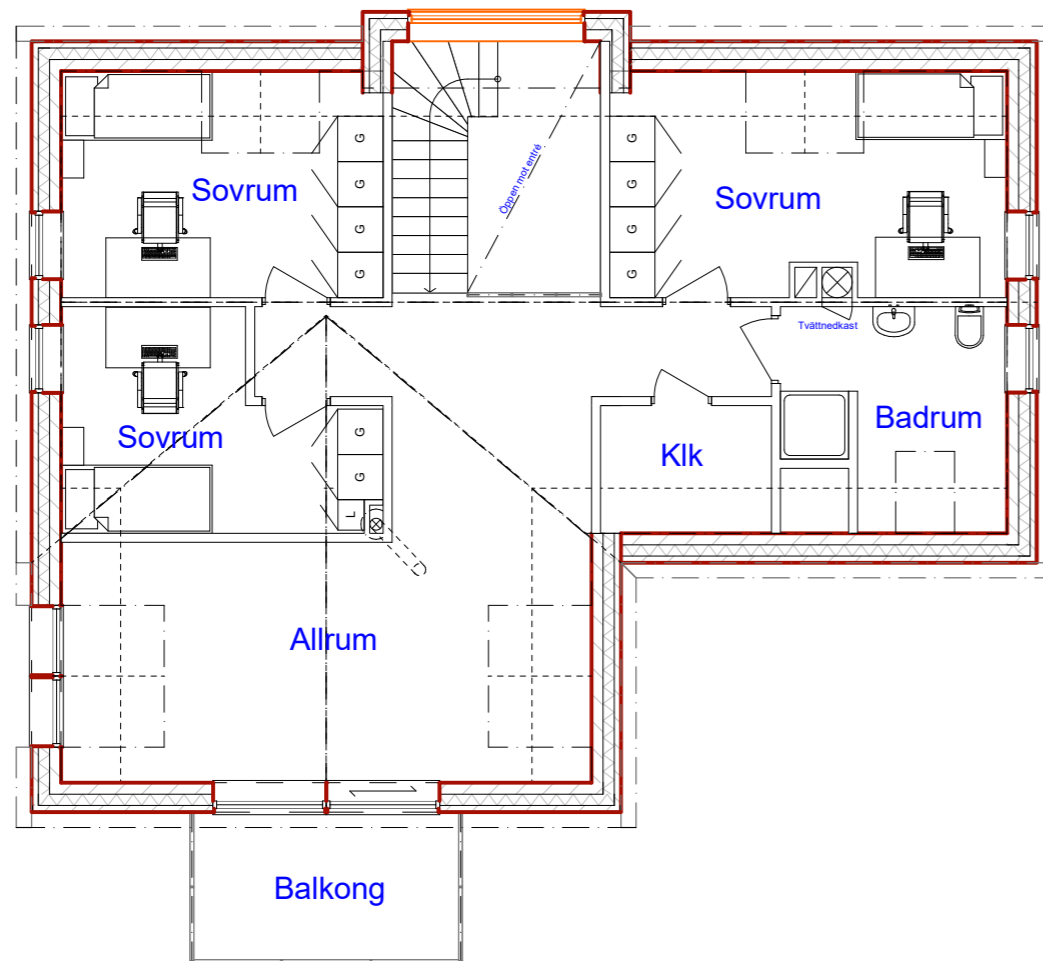 Öppen mot entré
Sovrum
Sovrum
G
G
G
G
G
G
G
G
Tvättnedkast
Sovrum
Badrum
Klk
G
G
L
Allrum
Balkong